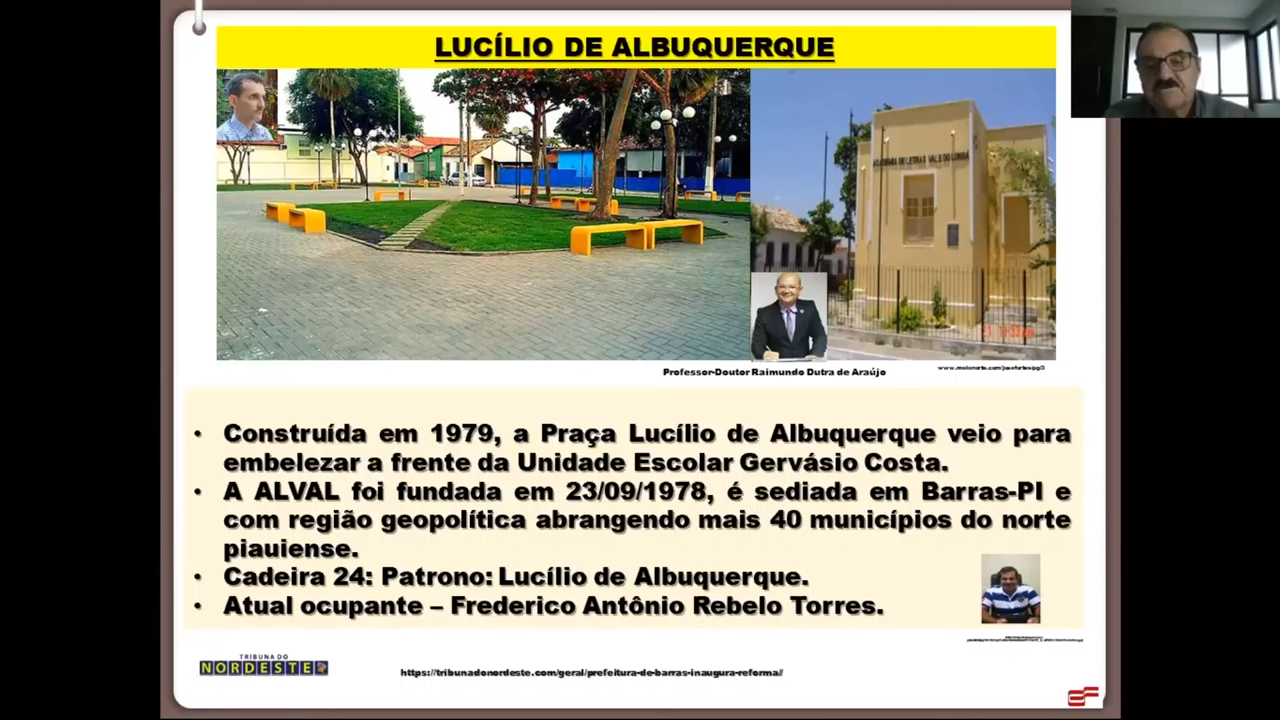 LUCÍLIO DE ALBUQUERQUE
ACADEMIA DE LETRAS VALE DO LONGÁ
Professor-Doutor Raimundo Dutra de Araújo
• Construída em 1979, a Praça Lucílio de Albuquerque veio para
embelezar a frente da Unidade Escolar Gervásio Costa.
• A ALVAL foi fundada em 23/09/1978, é sediada em Barras-PI e
com região geopolítica abrangendo mais 40 municípios do norte
piauiense.
• Cadeira 24: Patrono: Lucílio de Albuquerque.
• Atual ocupante – Frederico Antônio Rebelo Torres.
TRIBUNA DO
NORDESTE
https://tribunadonordeste.com/geral/prefeitura-de-barras-inaugura-reforma//